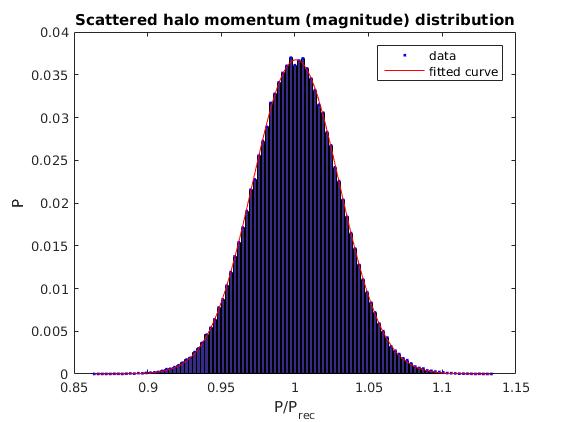 Scattered halo momentum (magnitude) distribution
0.04
0.035
0.03
0.025
0.02
0.015
0.01
0.005
0
P
data
fitted curve
0.85 0.9 0.95 1 1.05 1.1 1.15
P/P_rec